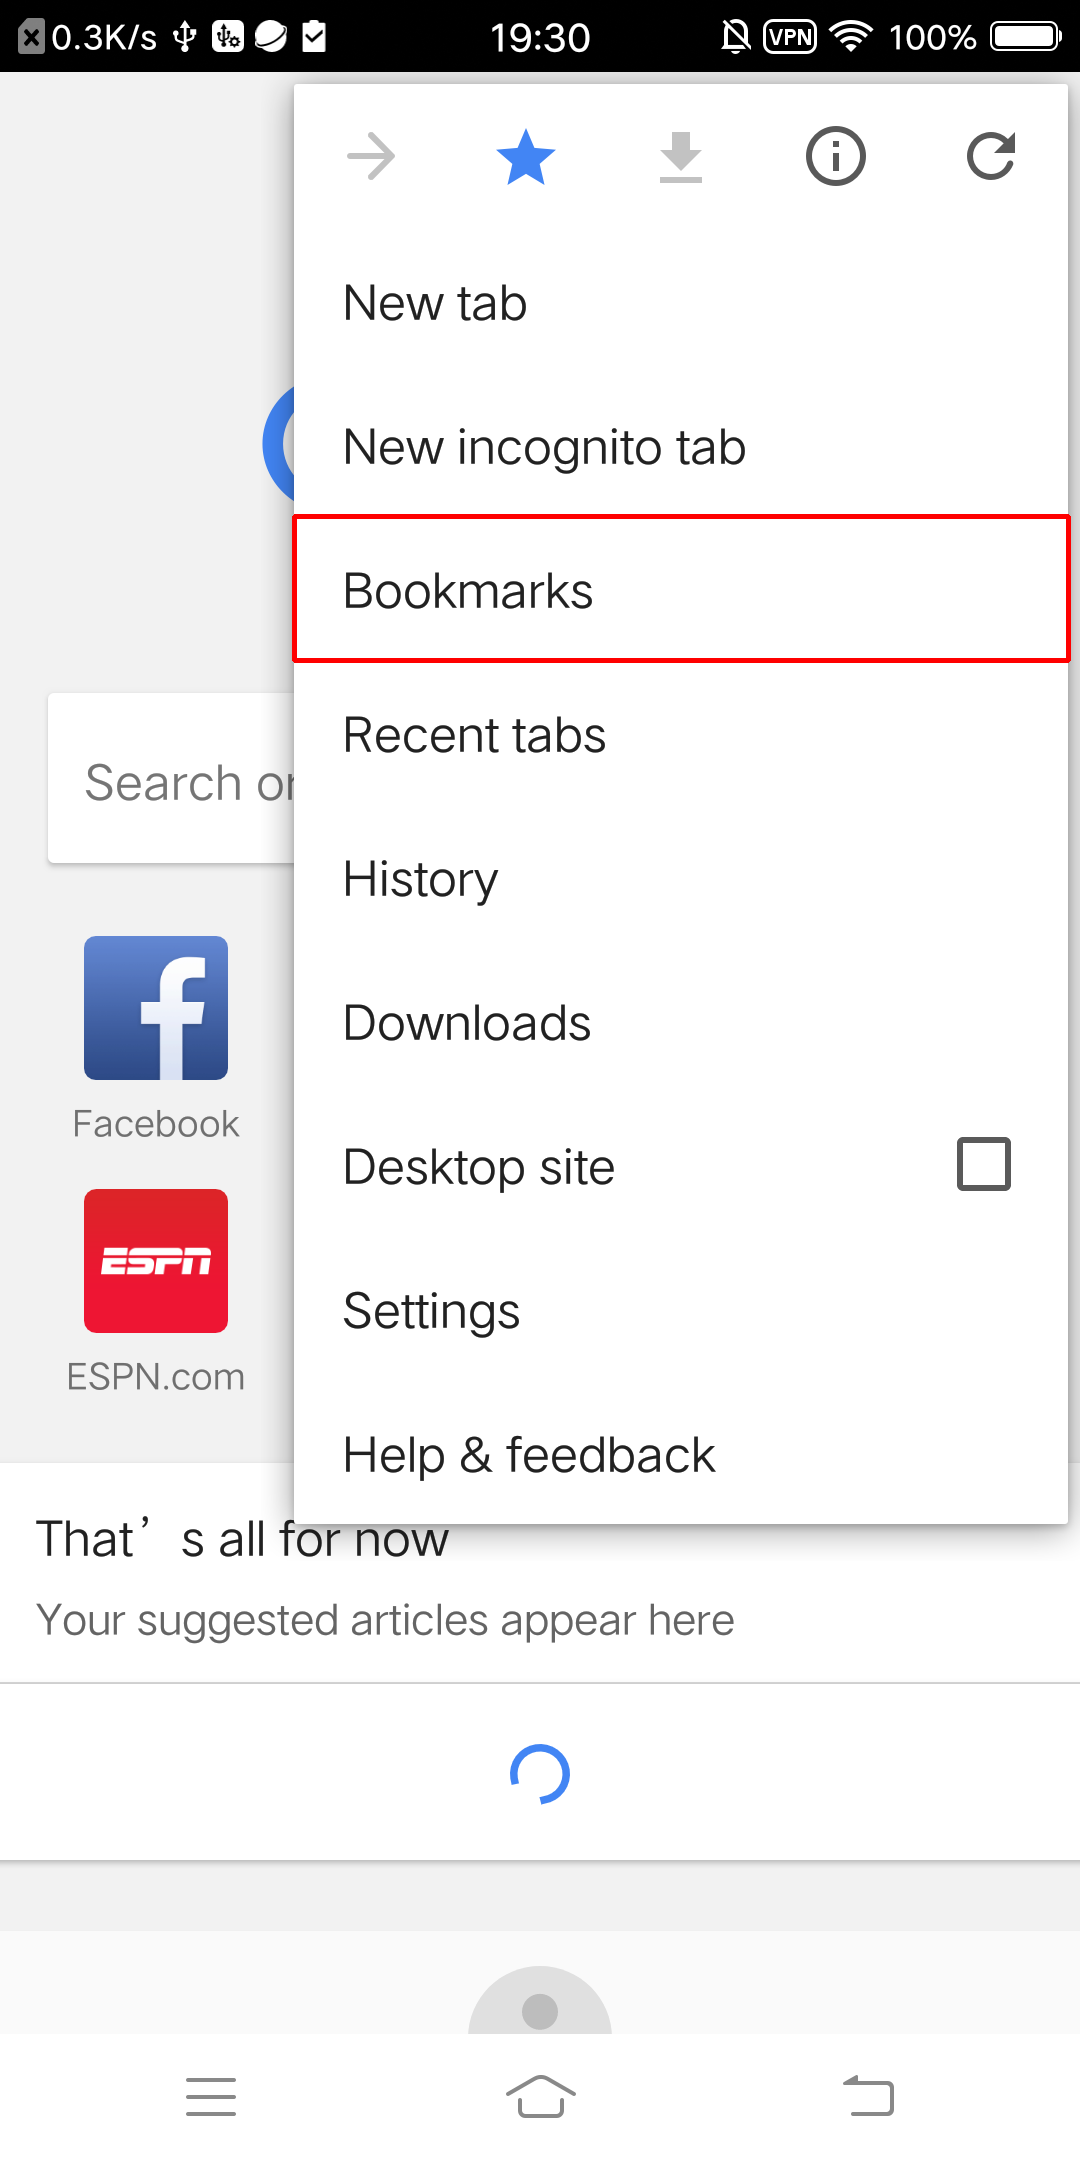 0.3K/s 19:30 VPN 100%
New tab
New incognito tab
Bookmarks
Search or
Recent tabs
History
Downloads
Facebook
Desktop site
ESPN
Settings
ESPN.com
Help & feedback
That’s all for now
Your suggested articles appear here